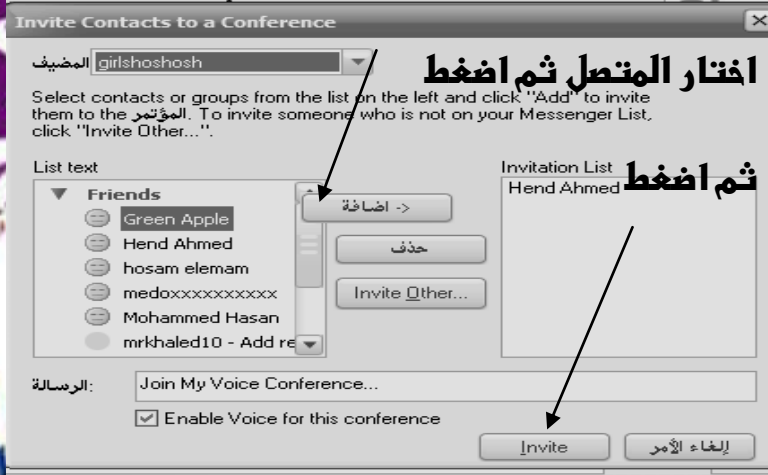 Invite Contacts to a Conference
المضيف girlshoshosh
اختار المتصل ثم اضغط
Select contacts or groups from the list on the left and click "Add" to invite
them to the المؤتمر. To invite someone who is not on your Messenger List,
click "Invite Other...".
List text
Invitation List
ثم اضغط
Friends
Green Apple
Hend Ahmed
hosam elemam
medoxxxxxxxxxx
Mohammed Hasan
mrkhaled10 - Add re
اضافة ->
حذف
Invite Other...
Hend Ahmed
الرسالة:
Join My Voice Conference...
Enable Voice for this conference
Invite
إلغاء الأمر